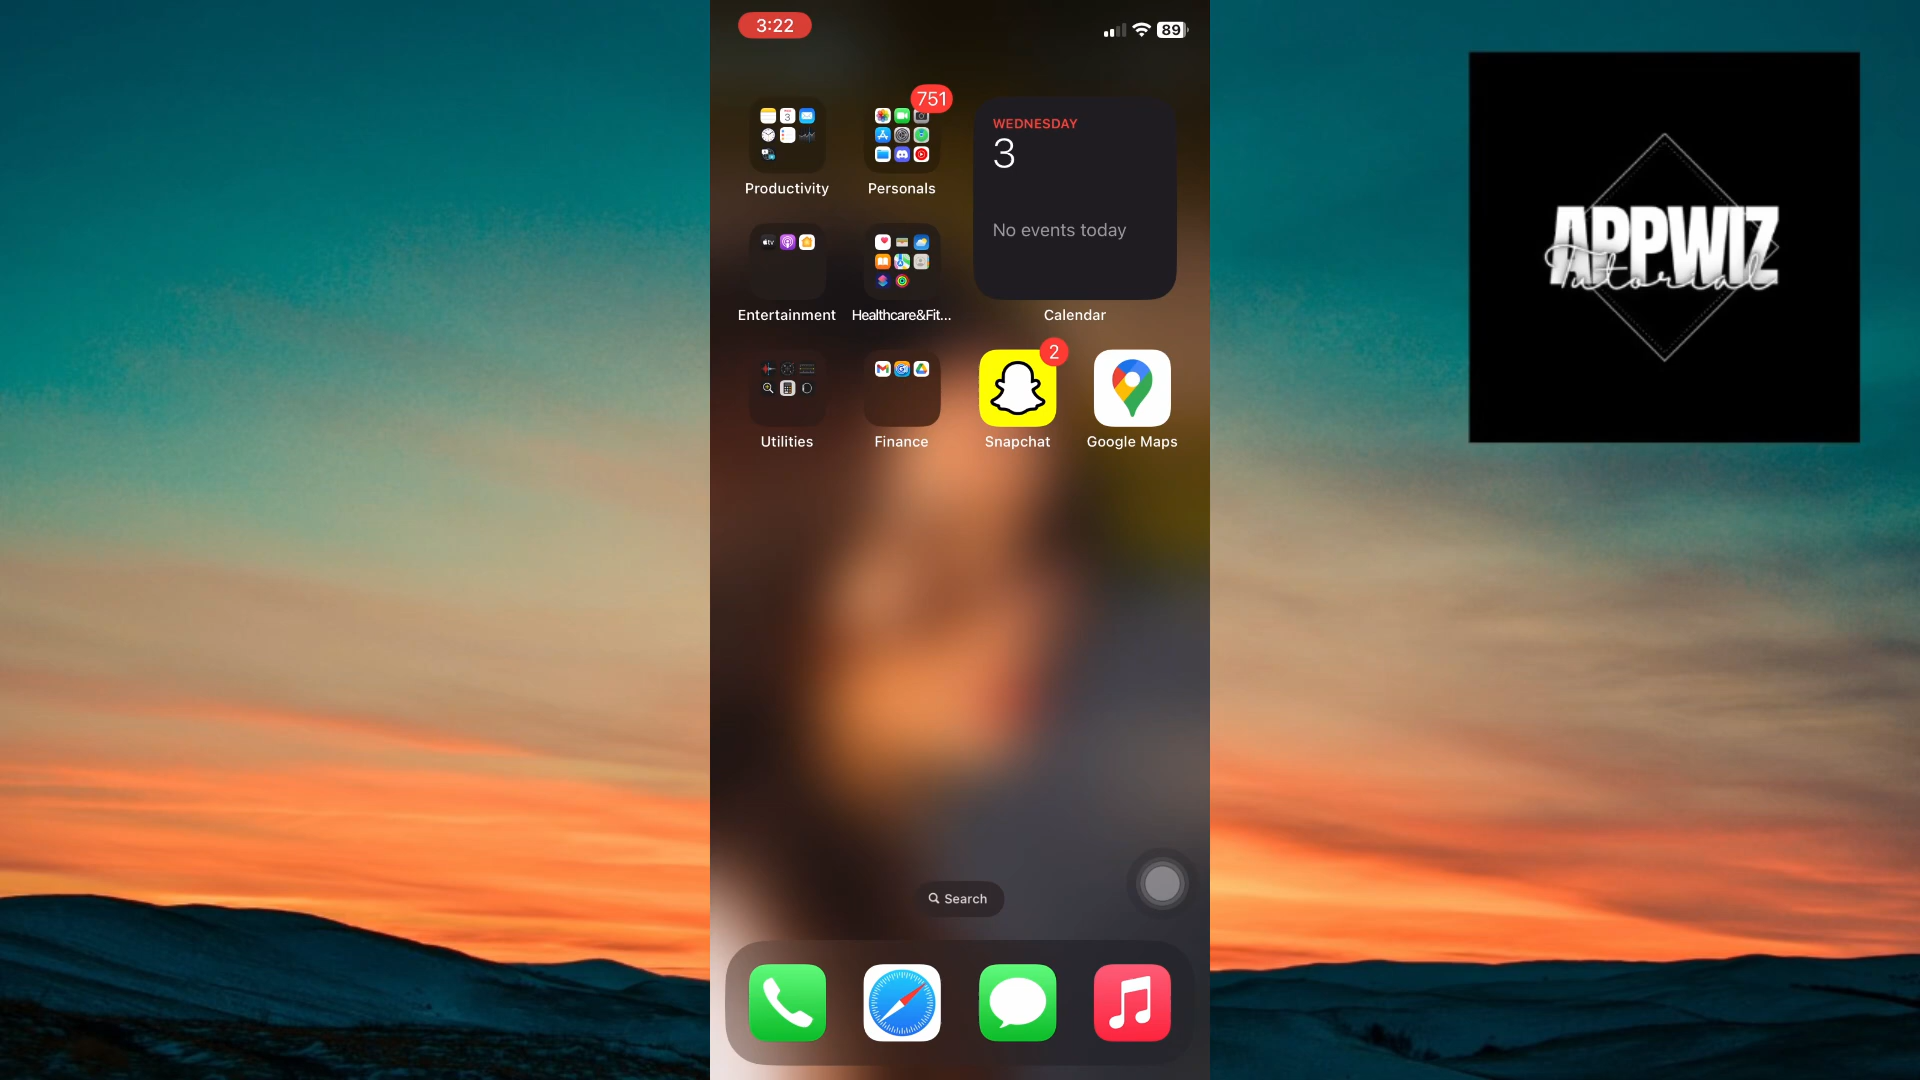 3:22
89
751
WEDNESDAY
3
No events today
Productivity
Personals
Entertainment
Healthcare&Fit...
Calendar
2
Utilities
Finance
Snapchat
Google Maps
Search
APPWIZ
Tutorial